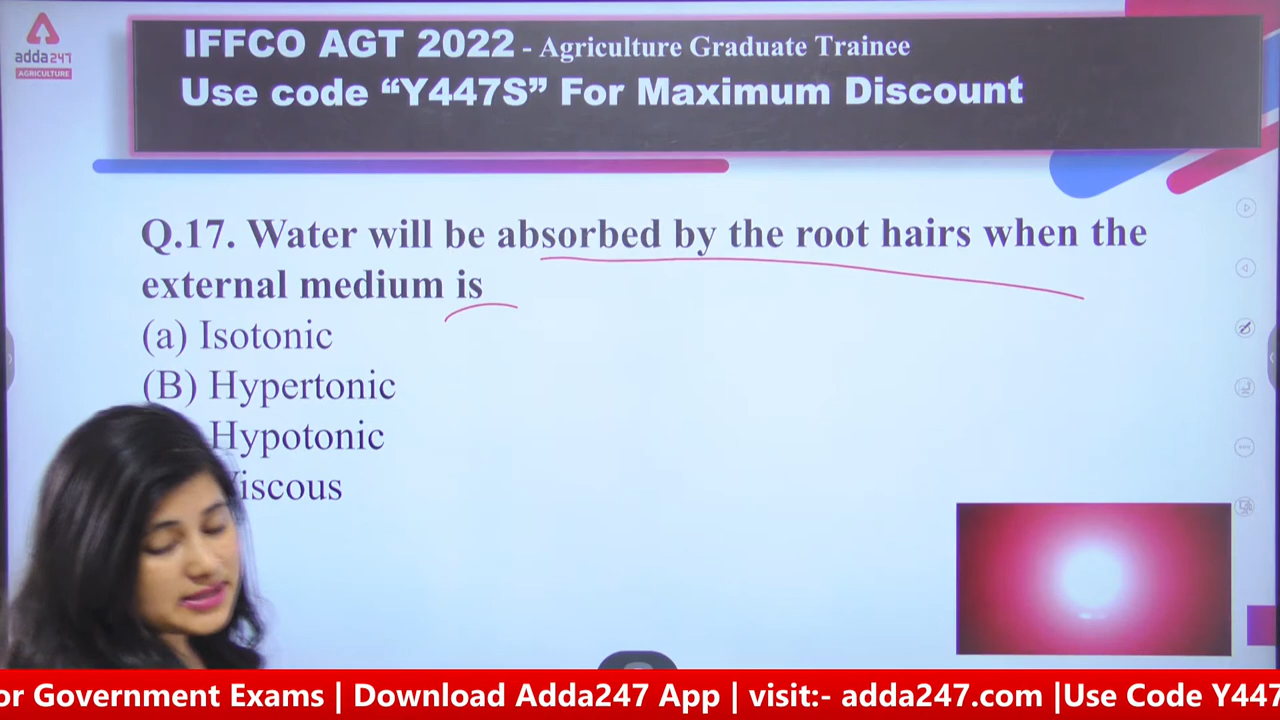 adda247
AGRICULTURE
IFFCO AGT 2022 - Agriculture Graduate Trainee
Use code “Y447S” For Maximum Discount
Q.17. Water will be absorbed by the root hairs when the
external medium is
(a) Isotonic
(B) Hypertonic
Hypotonic
iscous
or Government Exams | Download Adda247 App | visit:- adda247.com |Use Code Y447